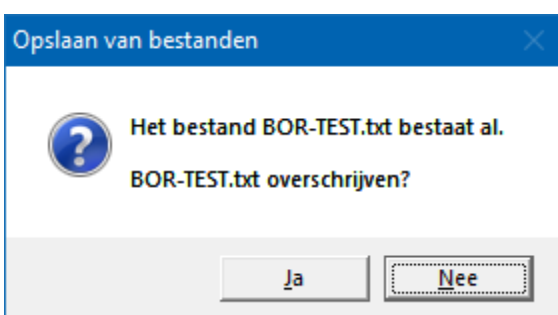 Opslaan van bestanden
Het bestand BOR-TEST.txt bestaat al.
BOR-TEST.txt overschrijven?
Ja
Nee